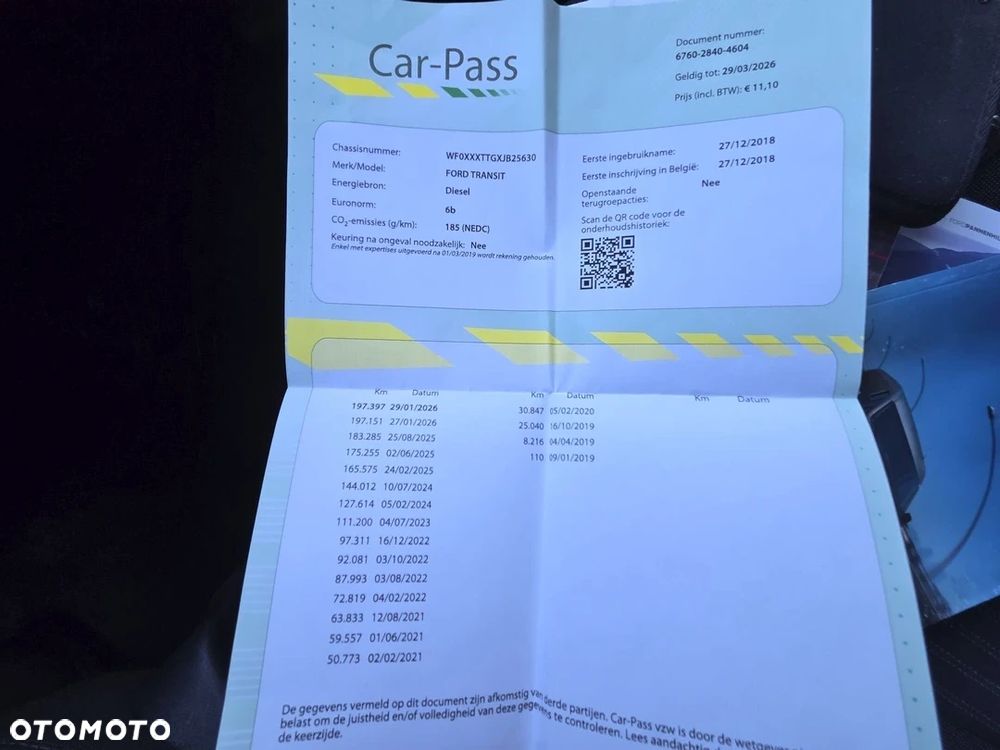 Car-Pass
Document nummer:
6760-2840-4604
Geldig tot: 29/03/2026
Prijs (incl. BTW): € 11,10
Chassisnummer: WF0XXXTTGXJB25630
Merk/Model: FORD TRANSIT
Energiebron: Diesel
Euronorm: 6b
CO2-emissies (g/km): 185 (NEDC)
Keuring na ongeval noodzakelijk: Nee
Enkel met expertises uitgevoerd na 01/03/2019 wordt rekening gehouden.
Eerste ingebruikname: 27/12/2018
Eerste inschrijving in België: 27/12/2018
Openstaande Nee
terugroepacties:
Scan de QR code voor de
onderhoudshistoriek:
Km Datum
197.397 29/01/2026
197.151 27/01/2026
183.285 25/08/2025
175.255 02/06/2025
165.575 24/02/2025
144.012 10/07/2024
127.614 05/02/2024
111.200 04/07/2023
97.311 16/12/2022
92.081 03/10/2022
87.993 03/08/2022
72.819 04/02/2022
63.833 12/08/2021
59.557 01/06/2021
50.773 02/02/2021
Km Datum
30.847 05/02/2020
25.040 16/10/2019
8.216 04/04/2019
110 09/01/2019
Km Datum
De gegevens vermeld op dit document zijn afkomstig van derde partijen. Car-Pass vzw is door de
belast om de juistheid en/of volledigheid van deze gegevens te controleren. Lees aandachtig
de keerzijde.
OTOMOTO